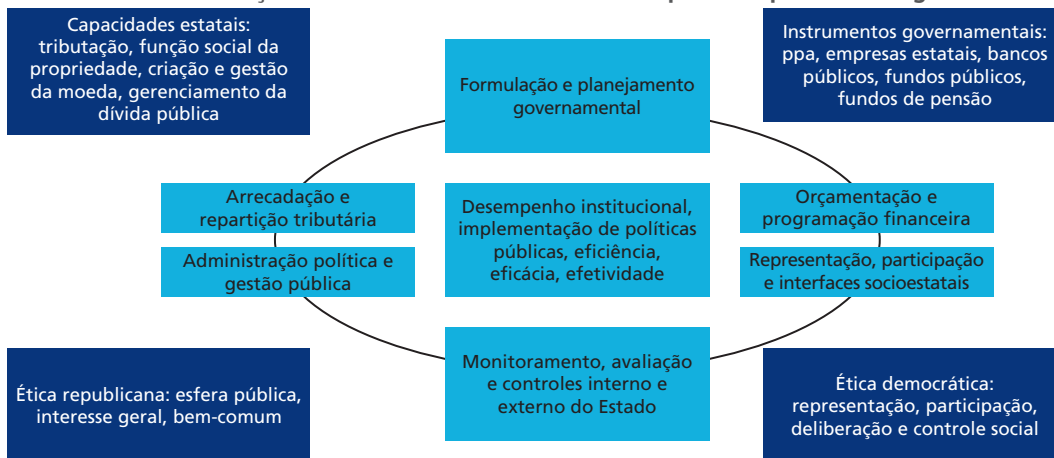 Capacidades estatais:
tributação, função social da
propriedade, criação e gestão
da moeda, gerenciamento da
dívida pública
Formulação e planejamento
governamental
Instrumentos governamentais:
ppa, empresas estatais, bancos
públicos, fundos públicos,
fundos de pensão
Arrecadação e
repartição tributária
Administração política e
gestão pública
Desempenho institucional,
implementação de políticas
públicas, eficiência,
eficácia, efetividade
Orçamentação e
programação financeira
Representação, participação
e interfaces socioestatais
Ética republicana: esfera pública,
interesse geral, bem-comum
Monitoramento, avaliação
e controles interno e
externo do Estado
Ética democrática:
representação, participação,
deliberação e controle social